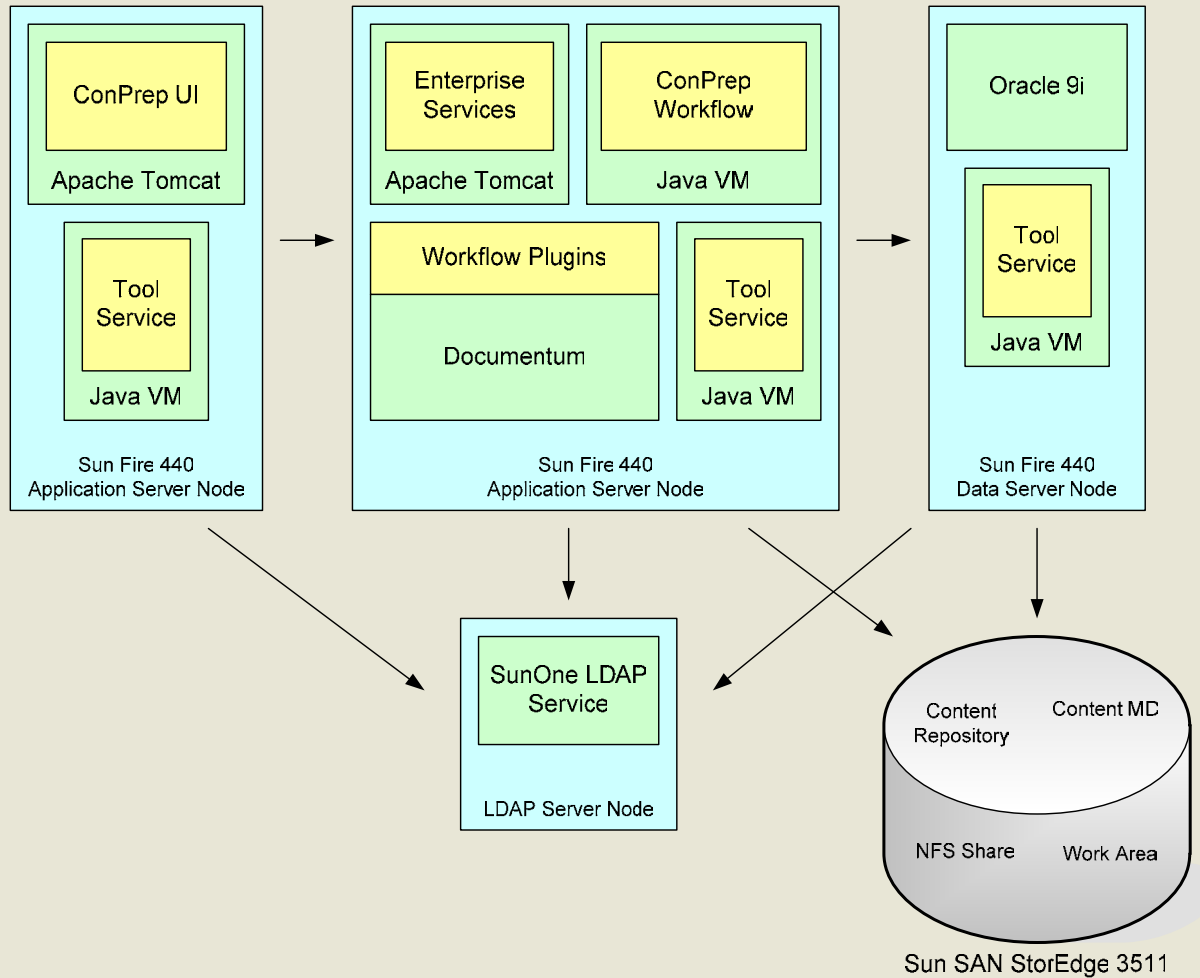 ConPrep UI
Apache Tomcat
Tool
Service
Java VM
Sun Fire 440
Application Server Node
Enterprise
Services
Apache Tomcat
ConPrep
Workflow
Java VM
Workflow Plugins
Documentum
Tool
Service
Java VM
Sun Fire 440
Application Server Node
Oracle 9i
Tool
Service
Java VM
Sun Fire 440
Data Server Node
SunOne LDAP
Service
LDAP Server Node
Content
Repository
Content MD
NFS Share
Work Area
Sun SAN StorEdge 3511